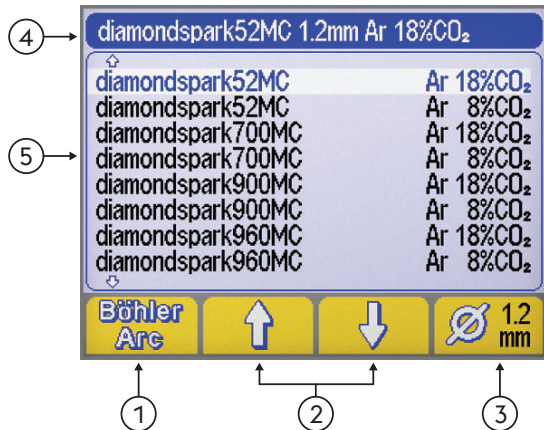 ④ diamondspark52MC 1.2mm Ar 18%CO₂
diamondspark52MC Ar 18%CO₂
diamondspark52MC Ar 8%CO₂
diamondspark700MC Ar 18%CO₂
⑤ diamondspark700MC Ar 8%CO₂
diamondspark900MC Ar 18%CO₂
diamondspark900MC Ar 8%CO₂
diamondspark960MC Ar 18%CO₂
diamondspark960MC Ar 8%CO₂
Böhler Ø 1.2
Arc mm
① ② ③